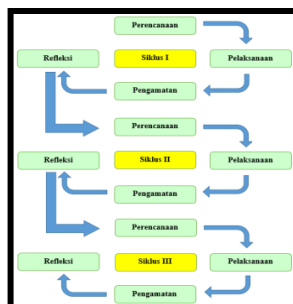 Perencanaan
Refleksi
Siklus I
Pelaksanaan
Pengamatan
Perencanaan
Refleksi
Siklus II
Pelaksanaan
Pengamatan
Perencanaan
Refleksi
Siklus III
Pelaksanaan
Pengamatan